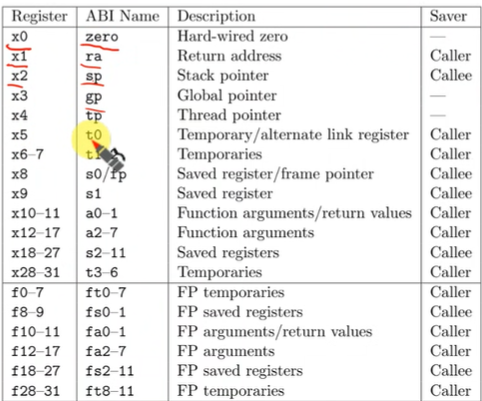 Register ABI Name Description Saver
x0 zero Hard-wired zero —
x1 ra Return address Caller
x2 sp Stack pointer Callee
x3 gp Global pointer —
x4 tp Thread pointer —
x5 t0 Temporary/alternate link register Caller
x6–7 Temporaries Caller
x8 s0/fp Saved register/frame pointer Callee
x9 s1 Saved register Callee
x10–11 a0–1 Function arguments/return values Caller
x12–17 a2–7 Function arguments Caller
x18–27 s2–11 Saved registers Callee
x28–31 t3–6 Temporaries Caller
f0–7 ft0–7 FP temporaries Caller
f8–9 fs0–1 FP saved registers Callee
f10–11 fa0–1 FP arguments/return values Caller
f12–17 fa2–7 FP arguments Caller
f18–27 fs2–11 FP saved registers Callee
f28–31 ft8–11 FP temporaries Caller